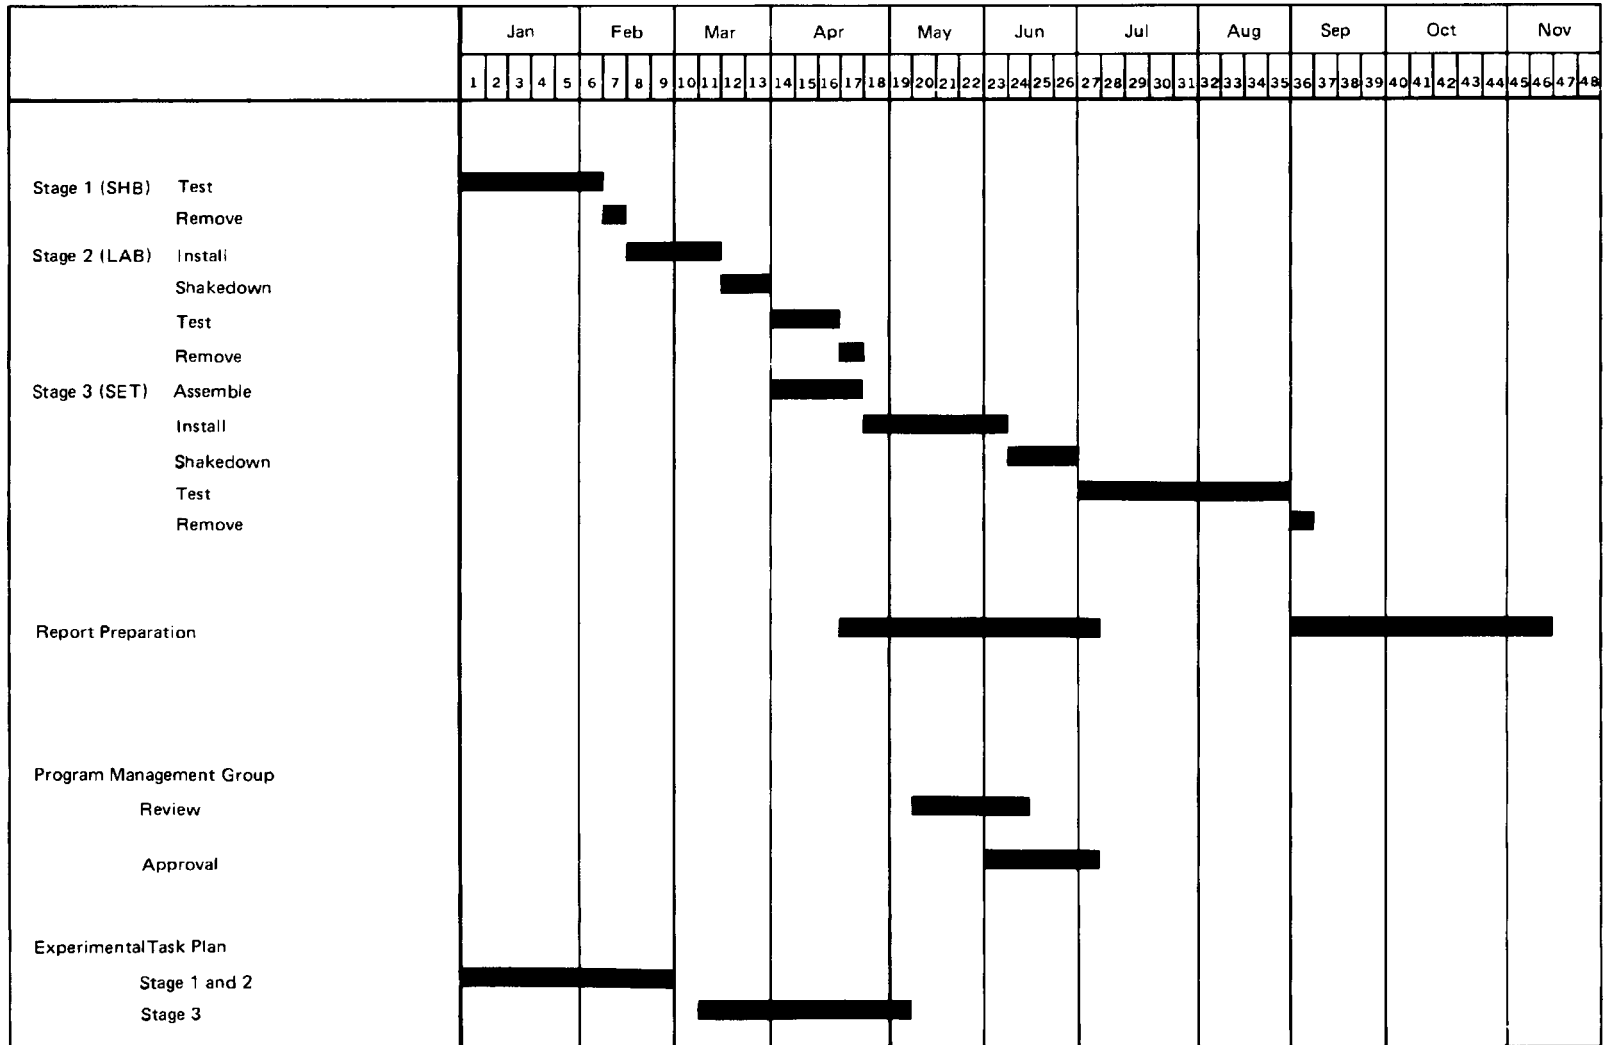 Jan Feb Mar Apr May Jun Jul Aug Sep Oct Nov
1 2 3 4 5 6 7 8 9 10 11 12 13 14 15 16 17 18 19 20 21 22 23 24 25 26 27 28 29 30 31 32 33 34 35 36 37 38 39 40 41 42 43 44 45 46 47 48
Stage 1 (SHB) Test
Remove
Stage 2 (LAB) Install
Shakedown
Test
Remove
Stage 3 (SET) Assemble
Install
Shakedown
Test
Remove
Report Preparation
Program Management Group
Review
Approval
Experimental Task Plan
Stage 1 and 2
Stage 3